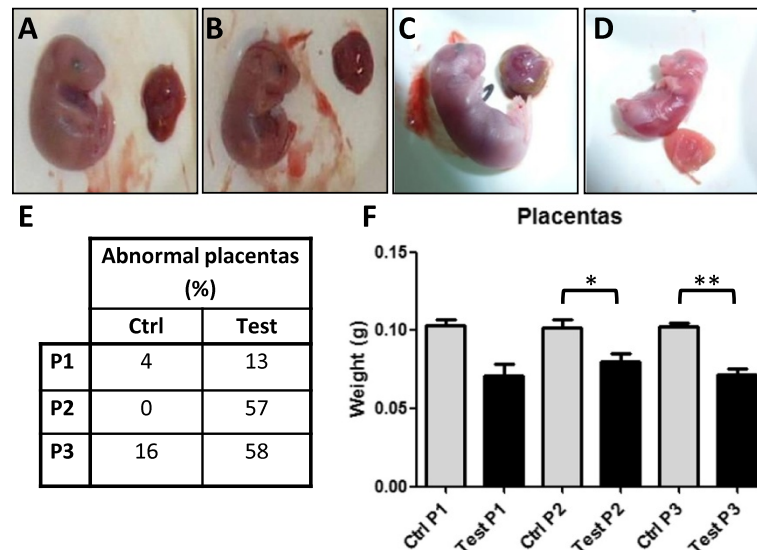 A
B
C
D
E
Abnormal placentas
(%)
Ctrl
Test
P1
4
13
P2
0
57
P3
16
58
F
Placentas
0.15
*
**
0.10
Weight (g)
0.05
0.00
Ctrl P1
Test P1
Ctrl P2
Test P2
Ctrl P3
Test P3